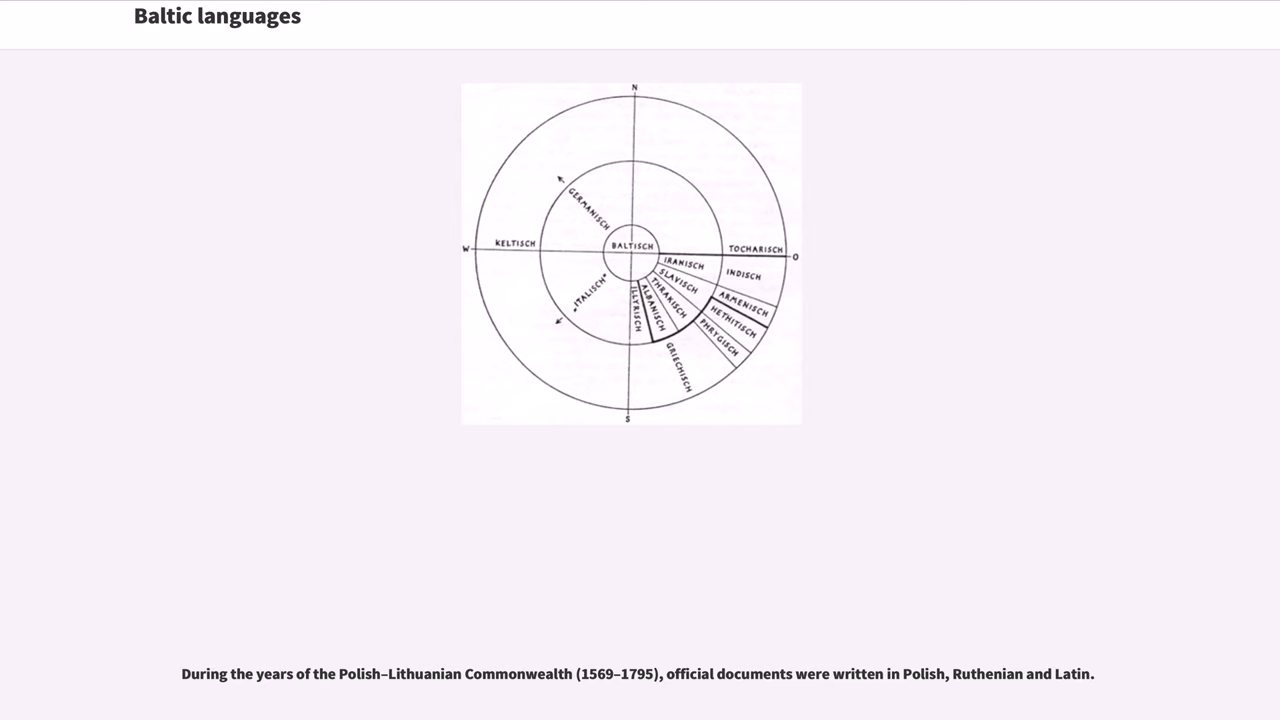 Baltic languages
N
GERMANISCH
KELTISCH
BALTISCH
TOCHARISCH
W
O
IRANISCH
INDISCH
SLAVISCH
„ITALISCH“
THRAKISCH
ALBANISCH
ILLYRISCH
ARMENISCH
HETHITISCH
PHRYGISCH
GRIECHISCH
S
During the years of the Polish–Lithuanian Commonwealth (1569–1795), official documents were written in Polish, Ruthenian and Latin.